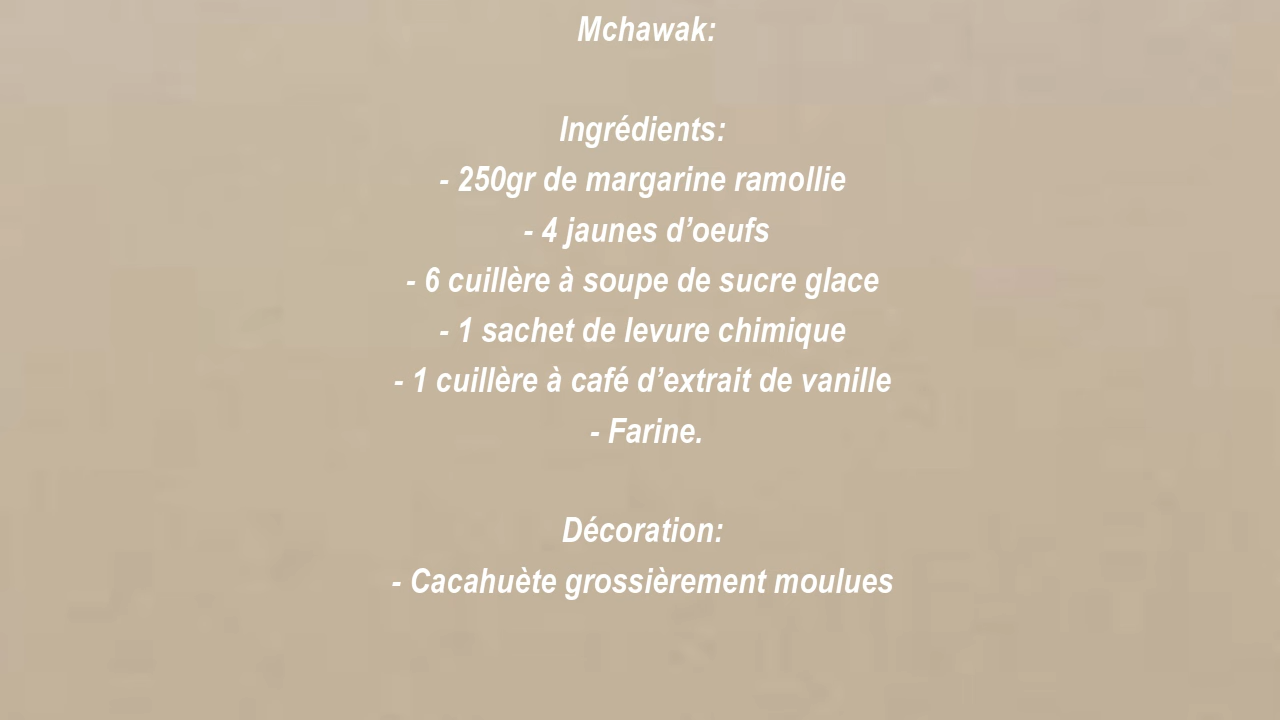 Mchawak:
Ingrédients:
- 250gr de margarine ramollie
- 4 jaunes d’oeufs
- 6 cuillère à soupe de sucre glace
- 1 sachet de levure chimique
- 1 cuillère à café d’extrait de vanille
- Farine.
Décoration:
- Cacahuète grossièrement moulues